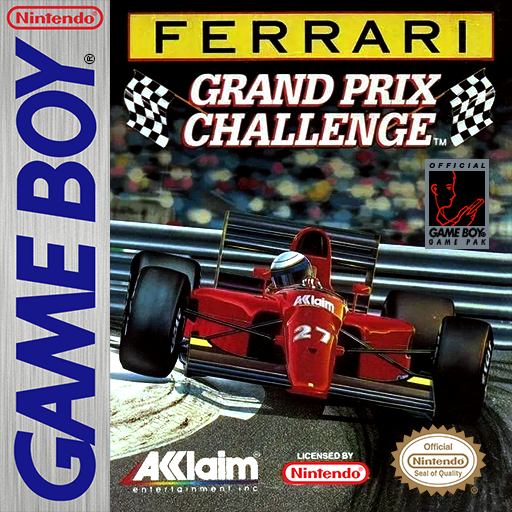 Nintendo®
GAME BOY®
FERRARI
GRAND PRIX
CHALLENGE™
OFFICIAL
GAME BOY®
GAME PAK
Acclaim
27
Acclaim®
entertainment inc
LICENSED BY
Nintendo®
Official
Nintendo
Seal of Quality